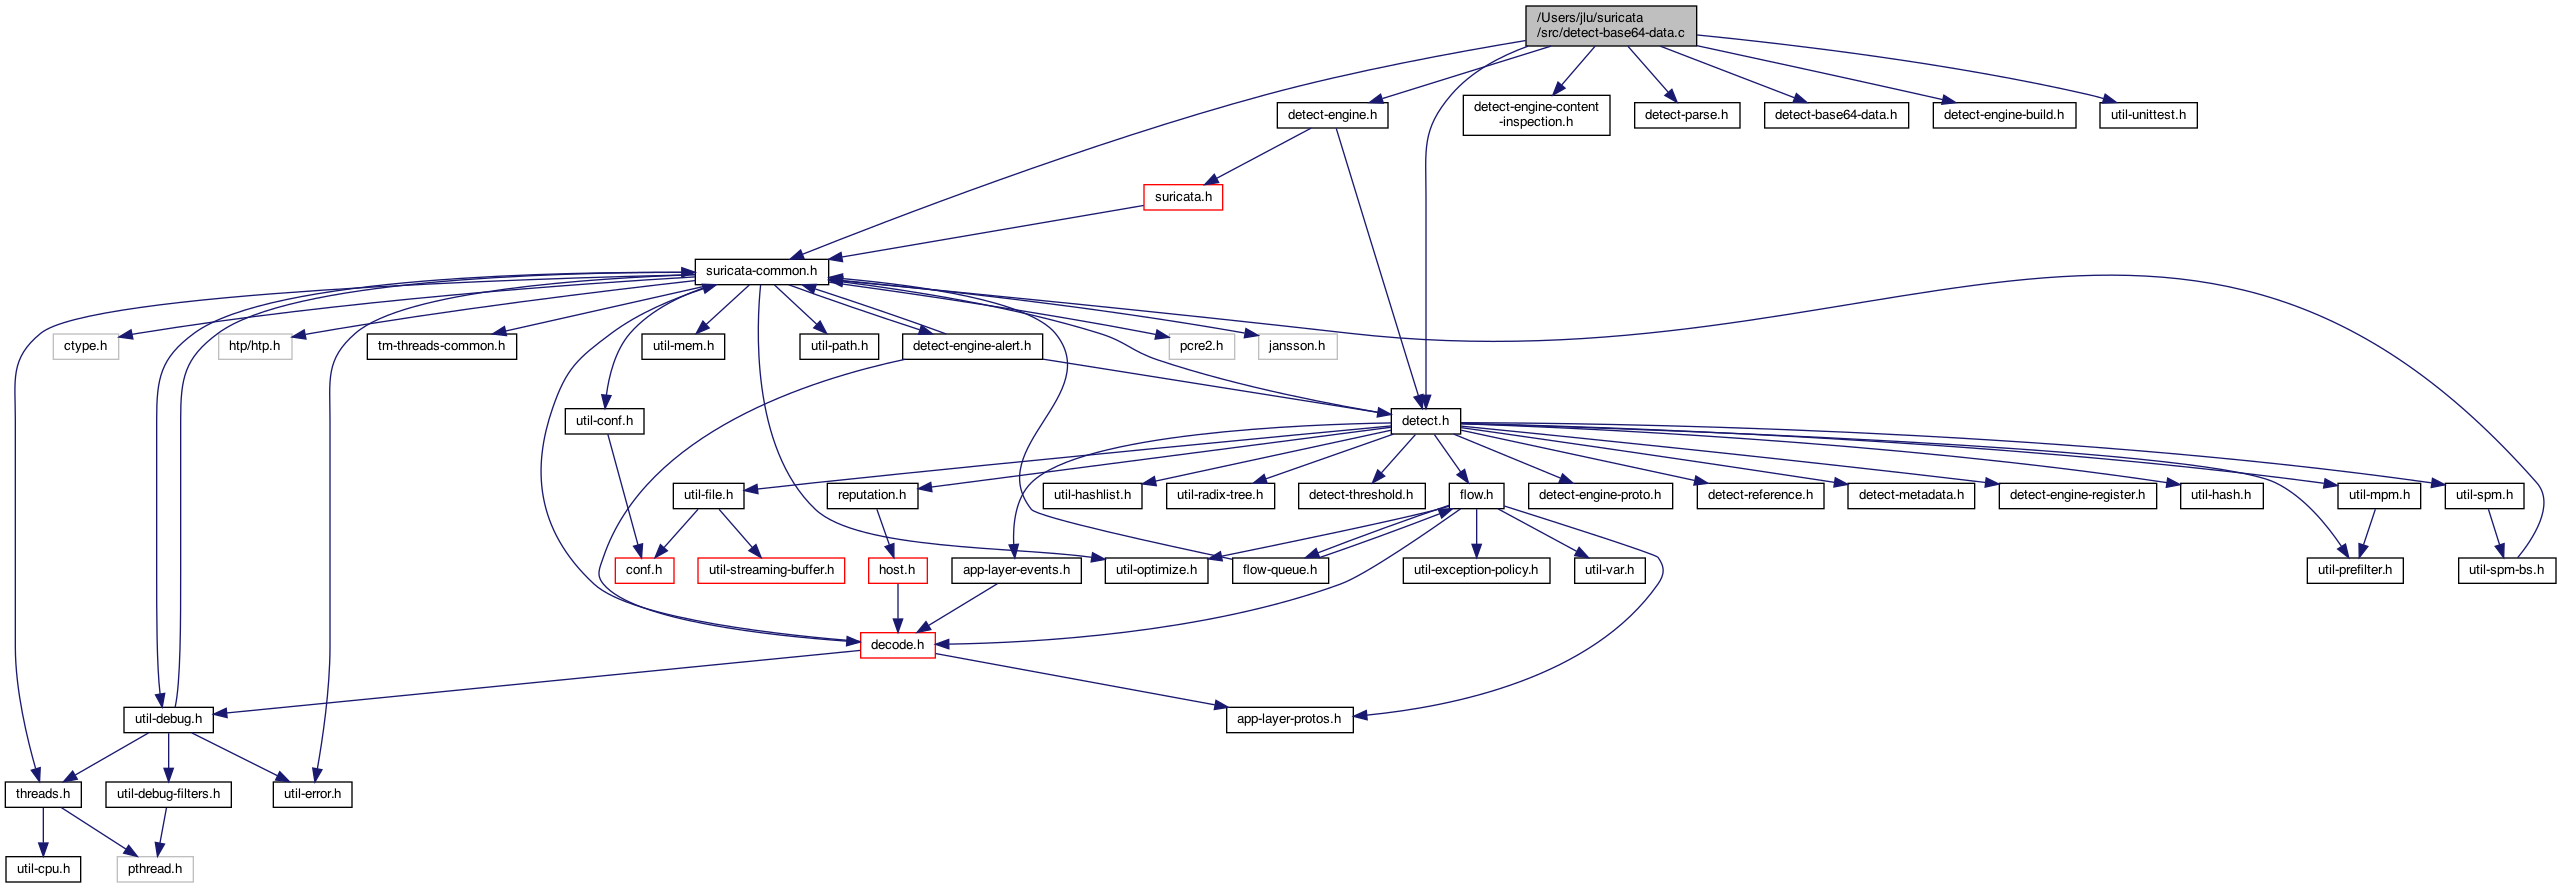 /Users/jlu/suricata
/src/detect-base64-data.c
detect-engine.h
detect-engine-content
-inspection.h
detect-parse.h
detect-base64-data.h
detect-engine-build.h
util-unittest.h
suricata.h
suricata-common.h
ctype.h
htp/htp.h
tm-threads-common.h
util-mem.h
util-path.h
detect-engine-alert.h
pcre2.h
jansson.h
util-conf.h
detect.h
util-file.h
reputation.h
util-hashlist.h
util-radix-tree.h
detect-threshold.h
flow.h
detect-engine-proto.h
detect-reference.h
detect-metadata.h
detect-engine-register.h
util-hash.h
util-mpm.h
util-spm.h
conf.h
util-streaming-buffer.h
host.h
app-layer-events.h
util-optimize.h
flow-queue.h
util-exception-policy.h
util-var.h
util-prefilter.h
util-spm-bs.h
decode.h
util-debug.h
app-layer-protos.h
threads.h
util-debug-filters.h
util-error.h
util-cpu.h
pthread.h